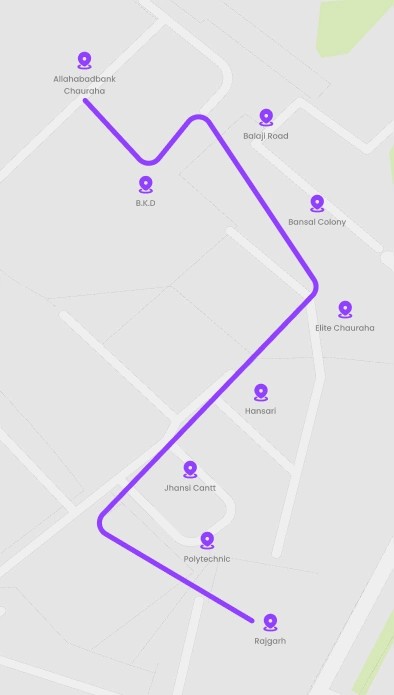 Allahabadbank
Chauraha
Balaji Road
B.K.D
Bansal Colony
Elite Chauraha
Hansari
Jhansi Cantt
Polytechnic
Rajgarh